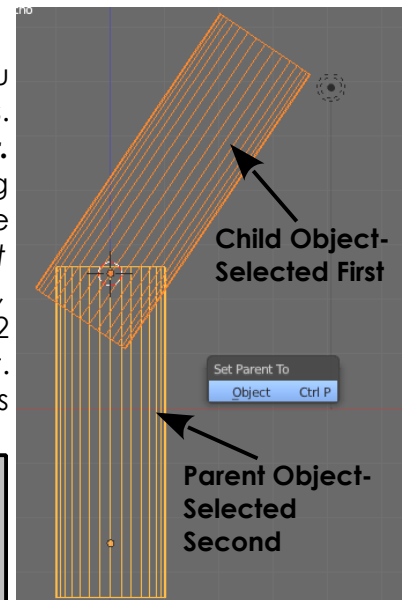 Child Object-
Selected First
Set Parent To
Object Ctrl P
Parent Object-
Selected
Second